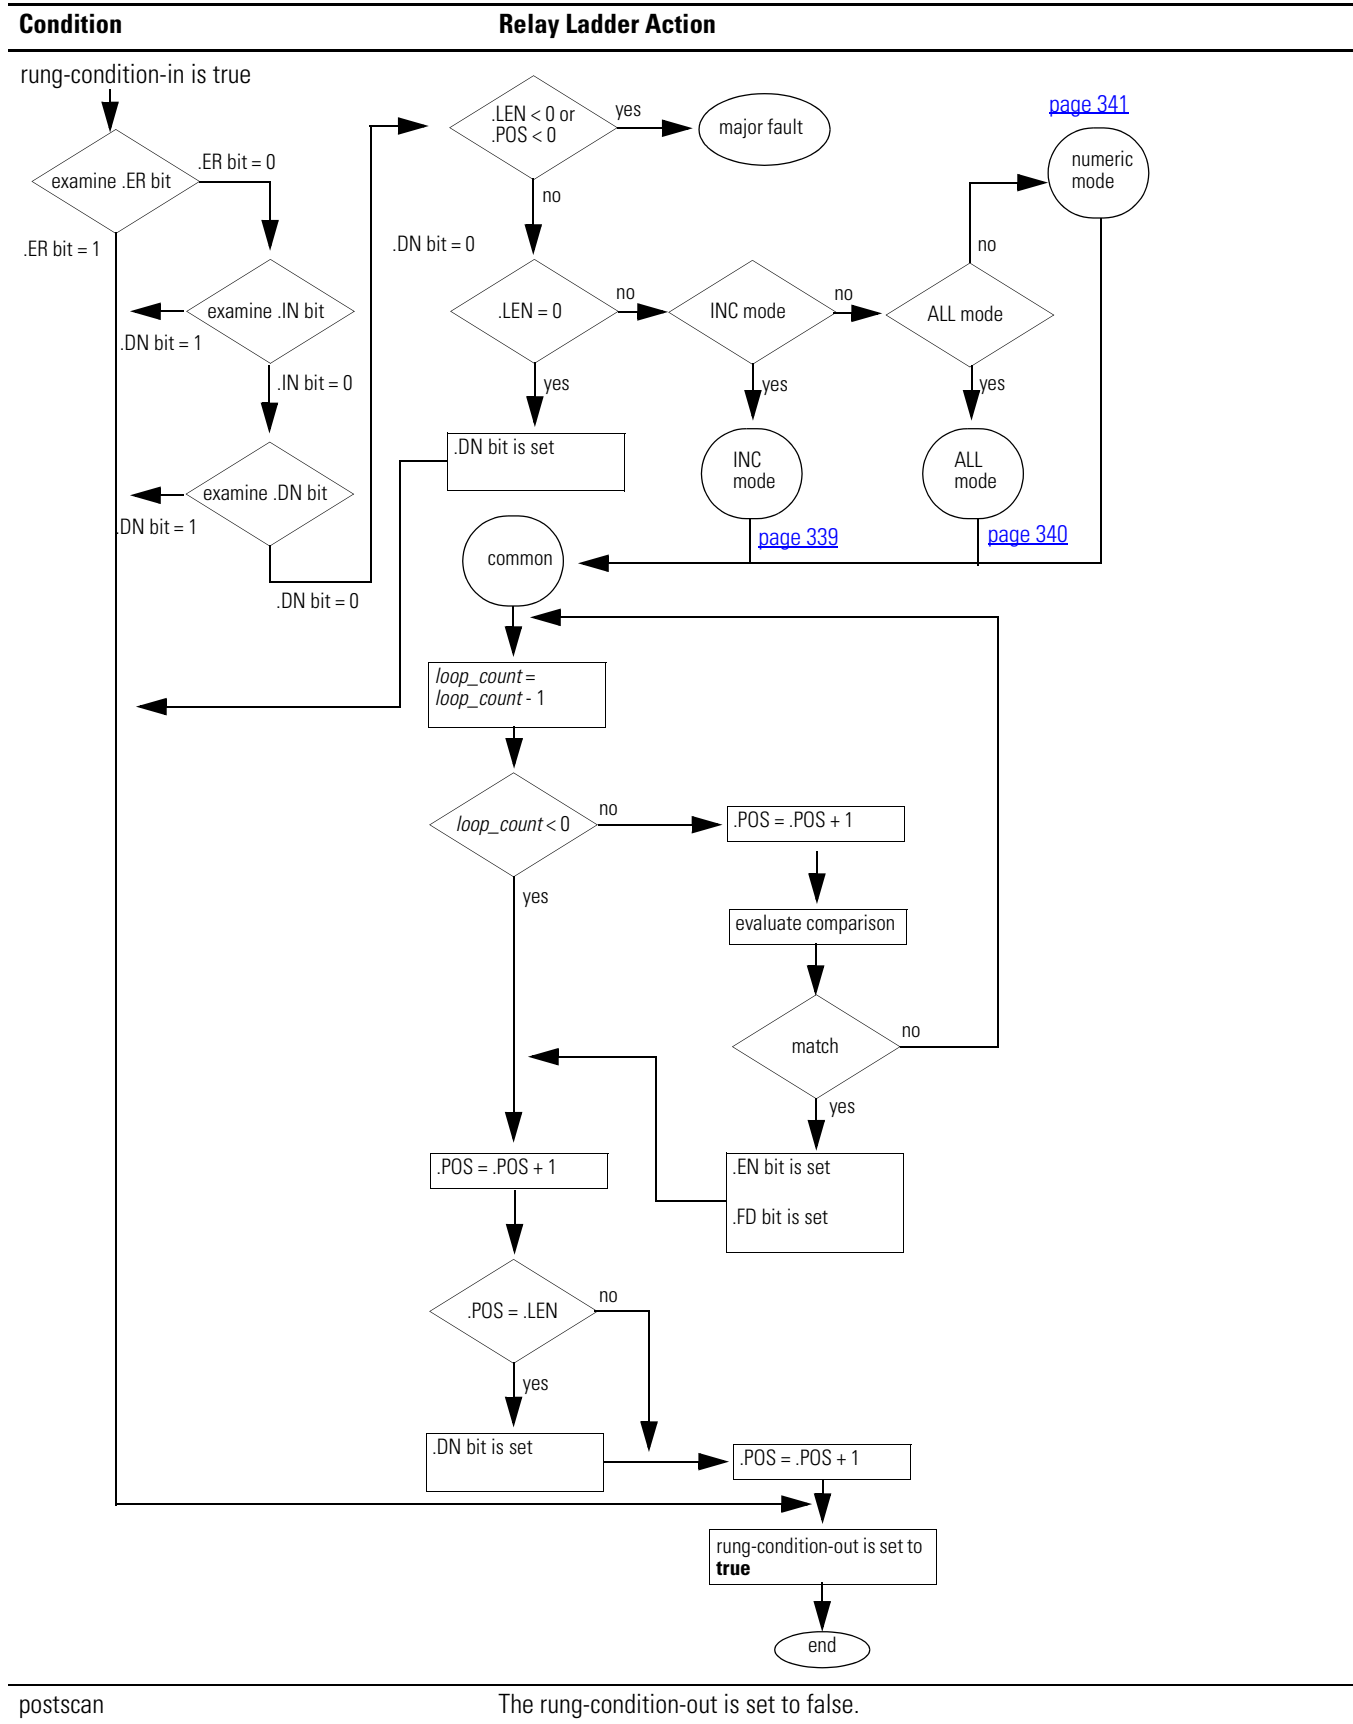 Condition
Relay Ladder Action
rung-condition-in is true
examine .ER bit
.ER bit = 0
.ER bit = 1
examine .IN bit
.DN bit = 1
.IN bit = 0
examine .DN bit
.DN bit = 1
.DN bit = 0
.LEN < 0 or
.POS < 0
yes
major fault
no
.DN bit = 0
.LEN = 0
no
INC mode
no
ALL mode
no
page 341
numeric
mode
yes
yes
yes
.DN bit is set
INC
mode
ALL
mode
page 339
page 340
common
loop_count =
loop_count - 1
loop_count < 0
no
.POS = .POS + 1
yes
evaluate comparison
match
no
yes
.EN bit is set
.FD bit is set
.POS = .POS + 1
.POS = .LEN
no
yes
.DN bit is set
.POS = .POS + 1
rung-condition-out is set to
true
end
postscan
The rung-condition-out is set to false.